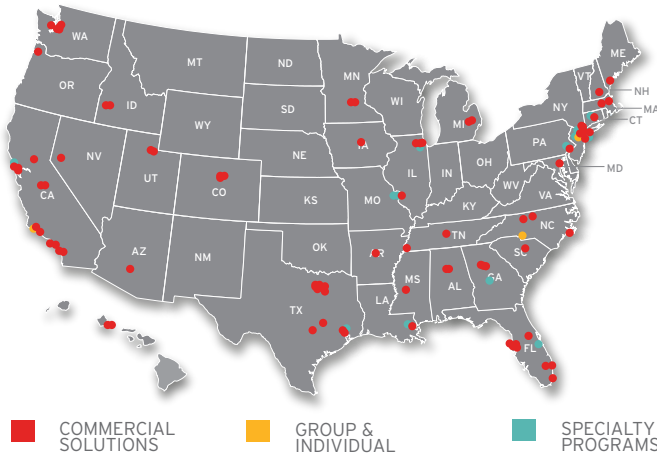 WA
ME
MT
ND
VT
MN
OR
NH
ID
SD
WI
NY
MA
WY
MI
CT
IA
PA
NE
NV
OH
IL
IN
MD
UT
CO
WV
CA
KS
MO
VA
KY
NC
TN
OK
AZ
NM
AR
SC
MS
AL
GA
TX
LA
FL
COMMERCIAL
SOLUTIONS
GROUP &
INDIVIDUAL
SPECIALTY
PROGRAMS